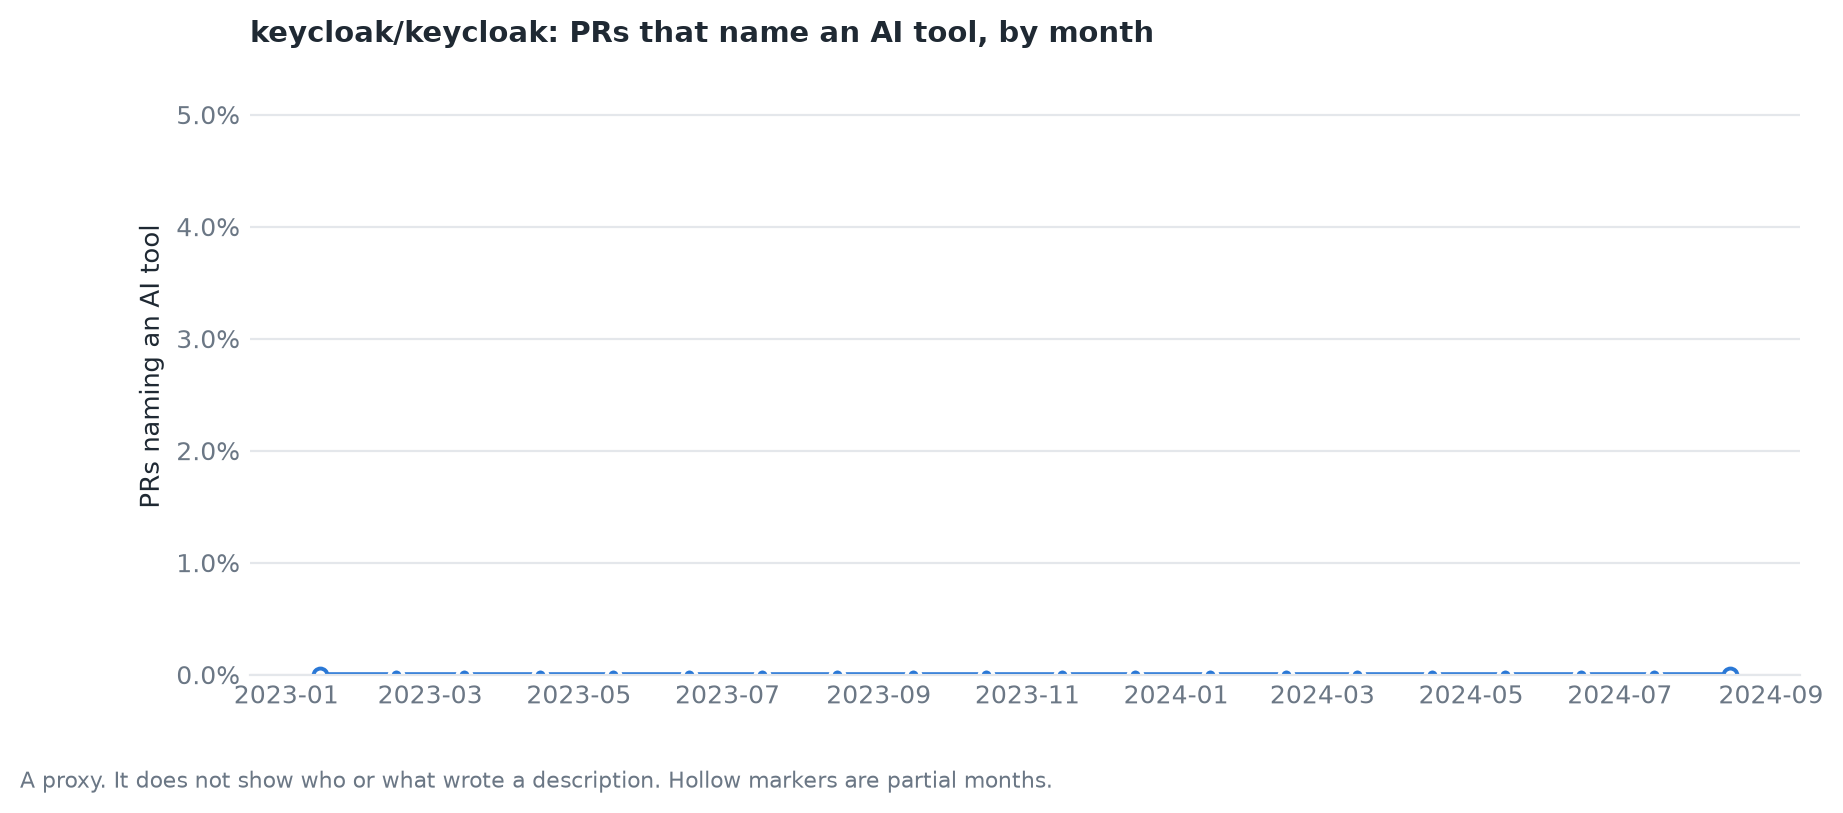 keycloak/keycloak: PRs that name an AI tool, by month
PRs naming an AI tool
5.0%
4.0%
3.0%
2.0%
1.0%
0.0%
2023-01 2023-03 2023-05 2023-07 2023-09 2023-11 2024-01 2024-03 2024-05 2024-07 2024-09
A proxy. It does not show who or what wrote a description. Hollow markers are partial months.